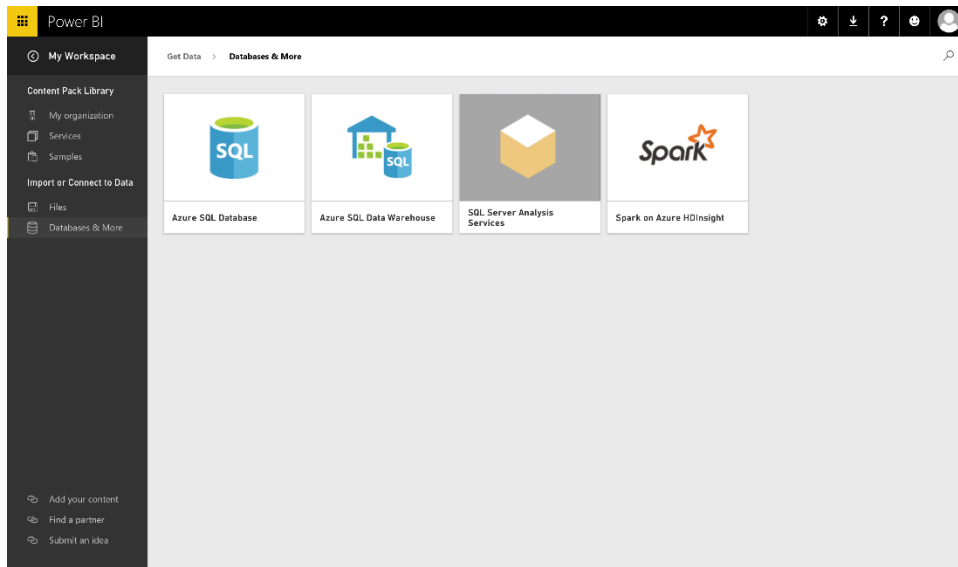 Power BI
?
My Workspace
Get Data > Databases & More
Content Pack Library
My organization
Services
Samples
Import or Connect to Data
Files
Databases & More
SQL
SQL
Spark
Azure SQL Database
Azure SQL Data Warehouse
SQL Server Analysis
Services
Spark on Azure HDInsight
Add your content
Find a partner
Submit an idea